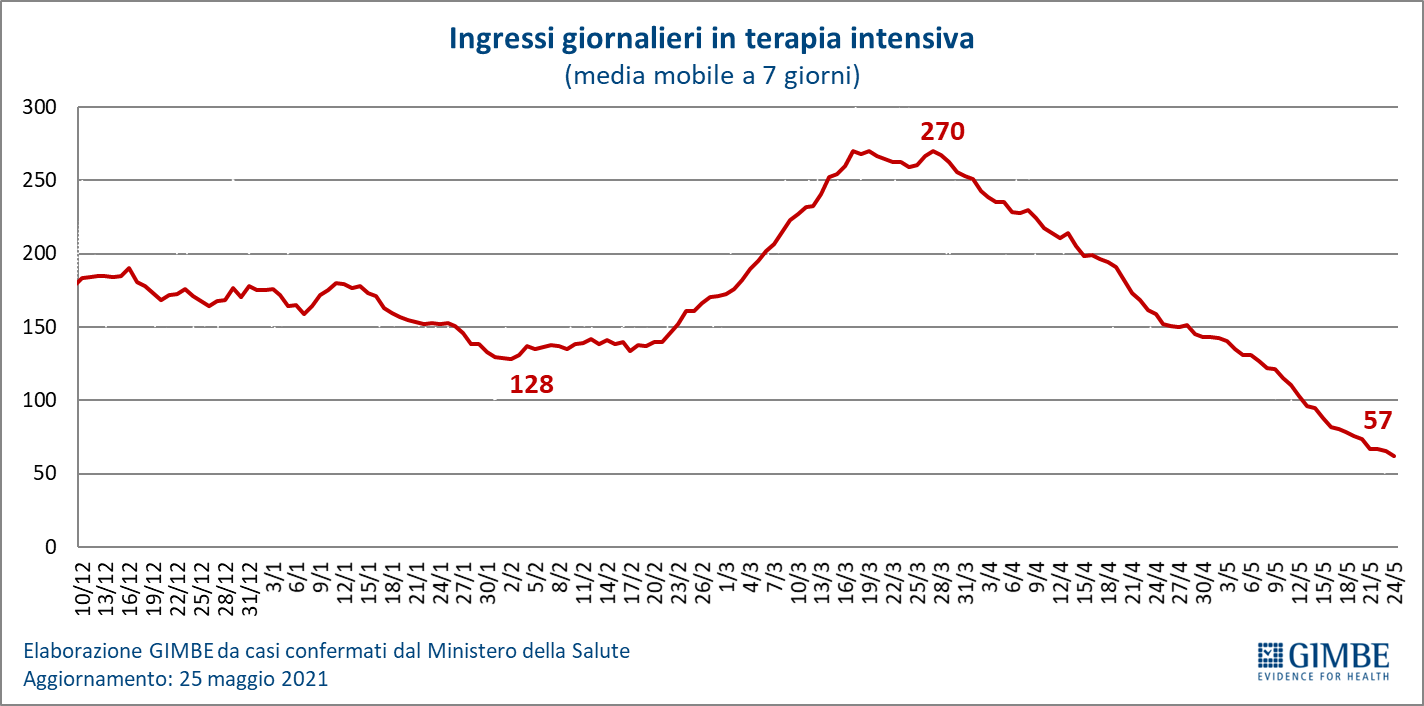 Ingressi giornalieri in terapia intensiva
(media mobile a 7 giorni)
300
250
200
150
100
50
0
270
128
57
10/12 13/12 16/12 19/12 22/12 25/12 28/12 31/12 3/1 6/1 9/1 12/1 15/1 18/1 21/1 24/1 27/1 30/1 2/2 5/2 8/2 11/2 14/2 17/2 20/2 23/2 26/2 1/3 4/3 7/3 10/3 13/3 16/3 19/3 22/3 25/3 28/3 31/3 3/4 6/4 9/4 12/4 15/4 18/4 21/4 24/4 27/4 30/4 3/5 6/5 9/5 12/5 15/5 18/5 21/5 24/5
Elaborazione GIMBE da casi confermati dal Ministero della Salute
Aggiornamento: 25 maggio 2021
GIMBE
EVIDENCE FOR HEALTH